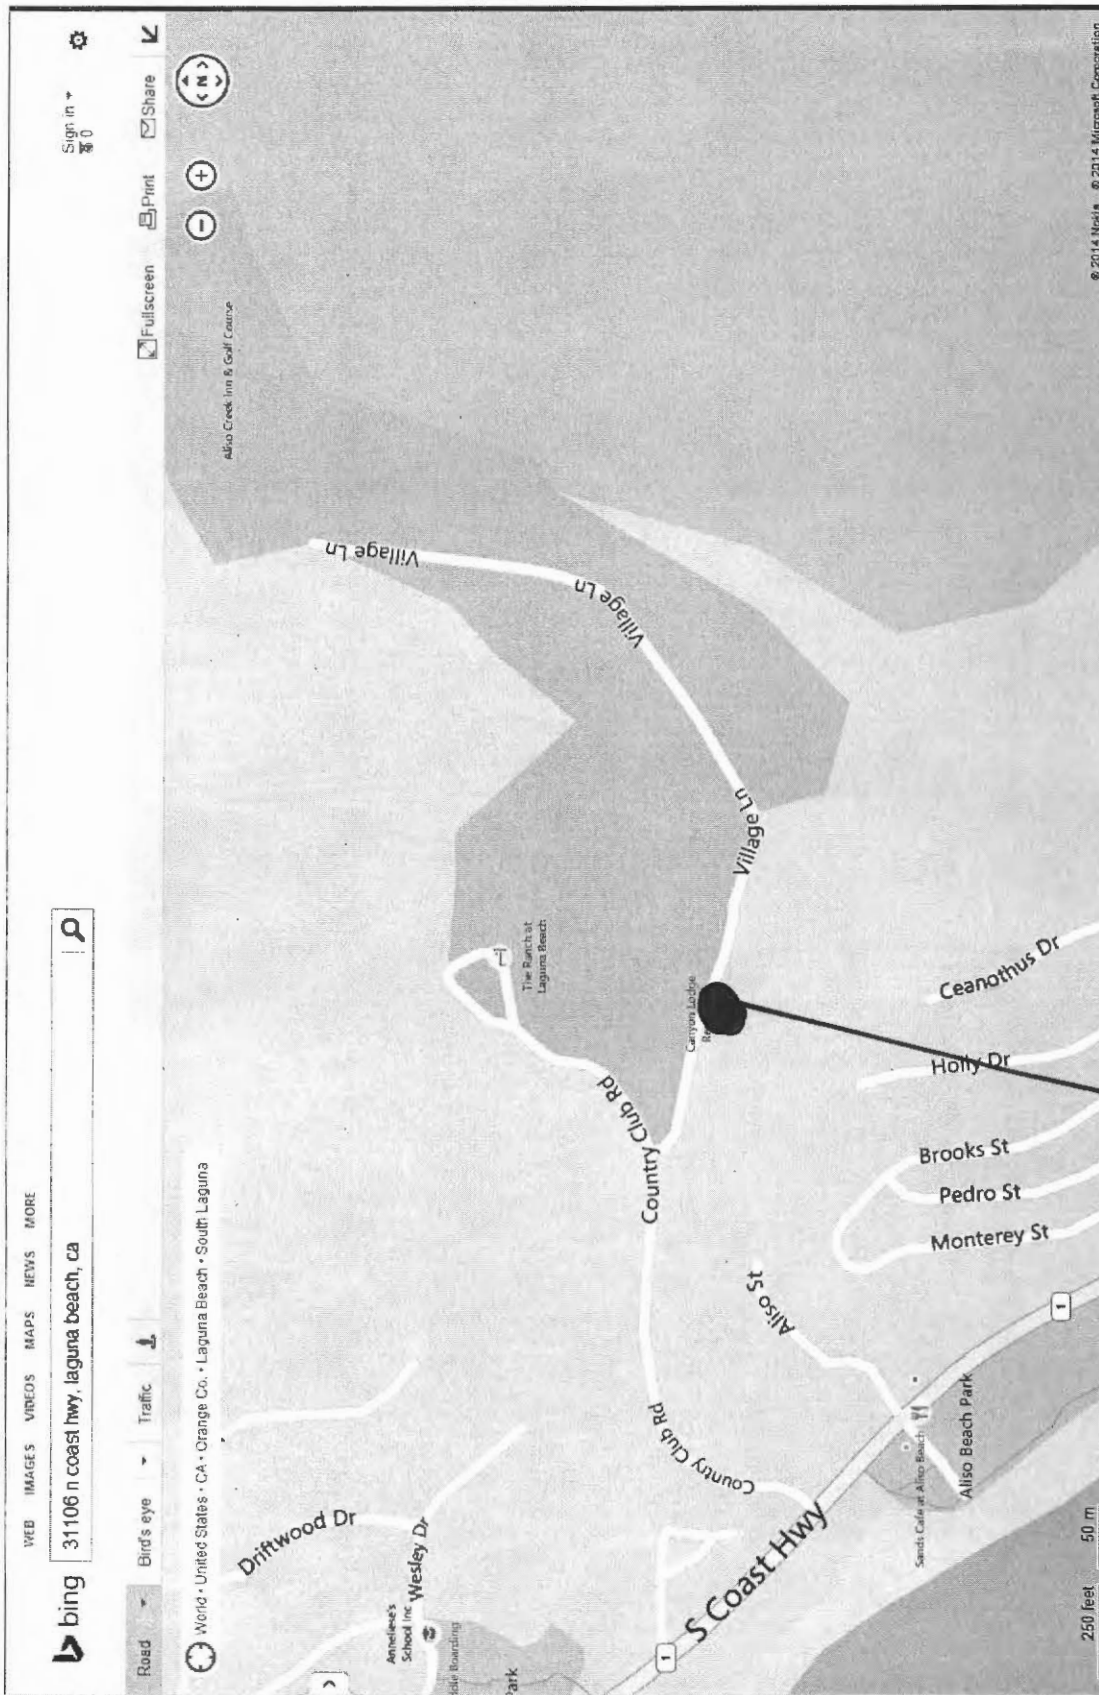 WEB IMAGES VIDEOS MAPS NEWS MORE
bing
31106 n coast hwy, laguna beach, ca
Sign in
0
Road
Bird's eye
Traffic
Fullscreen
Print
Share
World • United States • CA • Orange Co. • Laguna Beach • South Laguna
N
Aliso Creek Inn & Golf Course
Driftwood Dr
Wesley Dr
Anneliese's
School Inc
Boarding
Park
The Ranch at
Laguna Beach
Village Ln
Village Ln
Village Ln
Country Club Rd
Country Club Rd
Canyon Lodge
S Coast Hwy
1
1
Aliso St
Sands Cafe at Aliso Beach
Aliso Beach Park
Monterey St
Pedro St
Brooks St
Holly Dr
Ceanothus Dr
250 feet
50 m
© 2014 Nokia © 2014 Microsoft Corporation